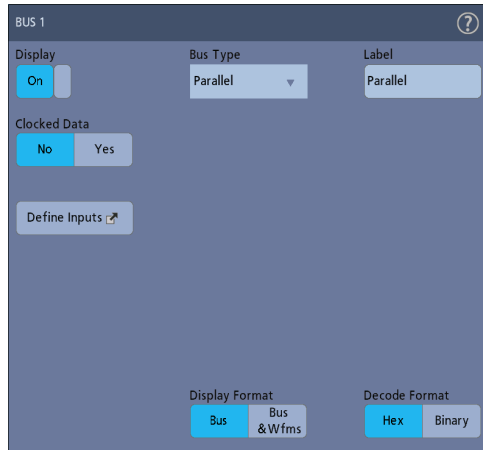 BUS 1
?
Display
Bus Type
Label
On
Parallel
Parallel
Clocked Data
No
Yes
Define Inputs
Display Format
Decode Format
Bus
Bus
&Wfms
Hex
Binary